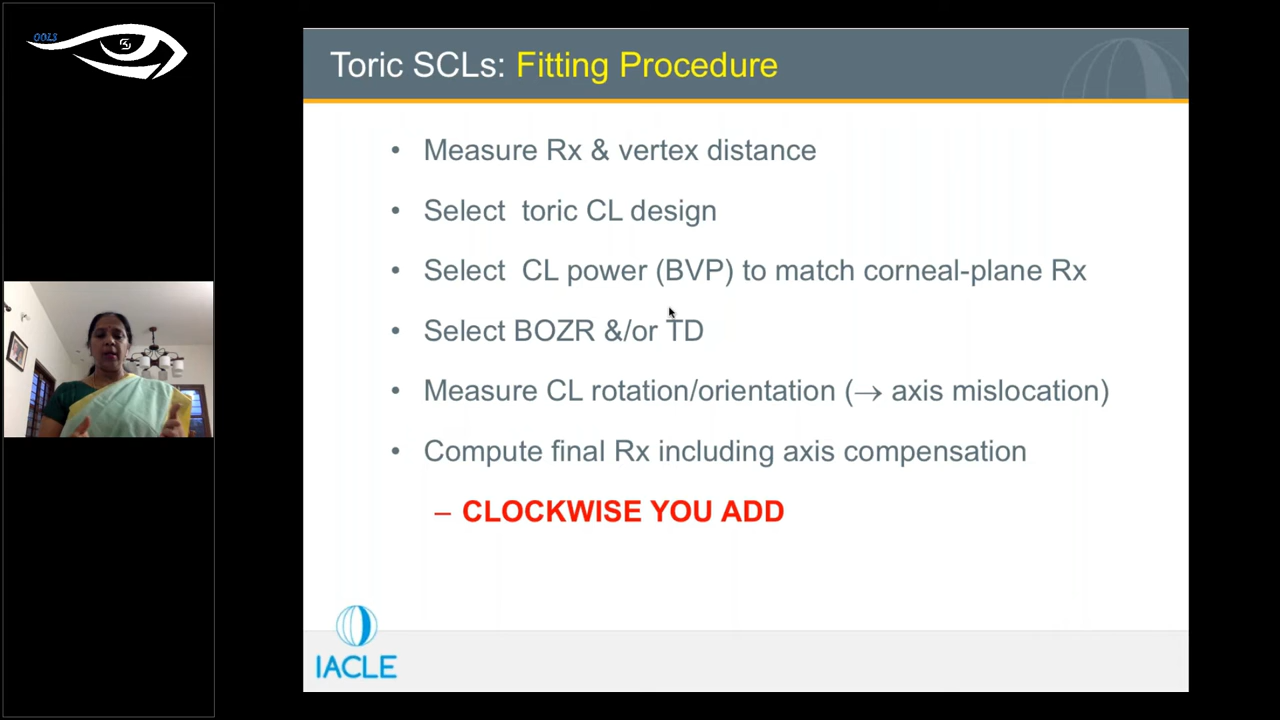 OOLS
Toric SCLs: Fitting Procedure
• Measure Rx & vertex distance
• Select toric CL design
• Select CL power (BVP) to match corneal-plane Rx
• Select BOZR &/or TD
• Measure CL rotation/orientation (→ axis mislocation)
• Compute final Rx including axis compensation
– CLOCKWISE YOU ADD
IACLE